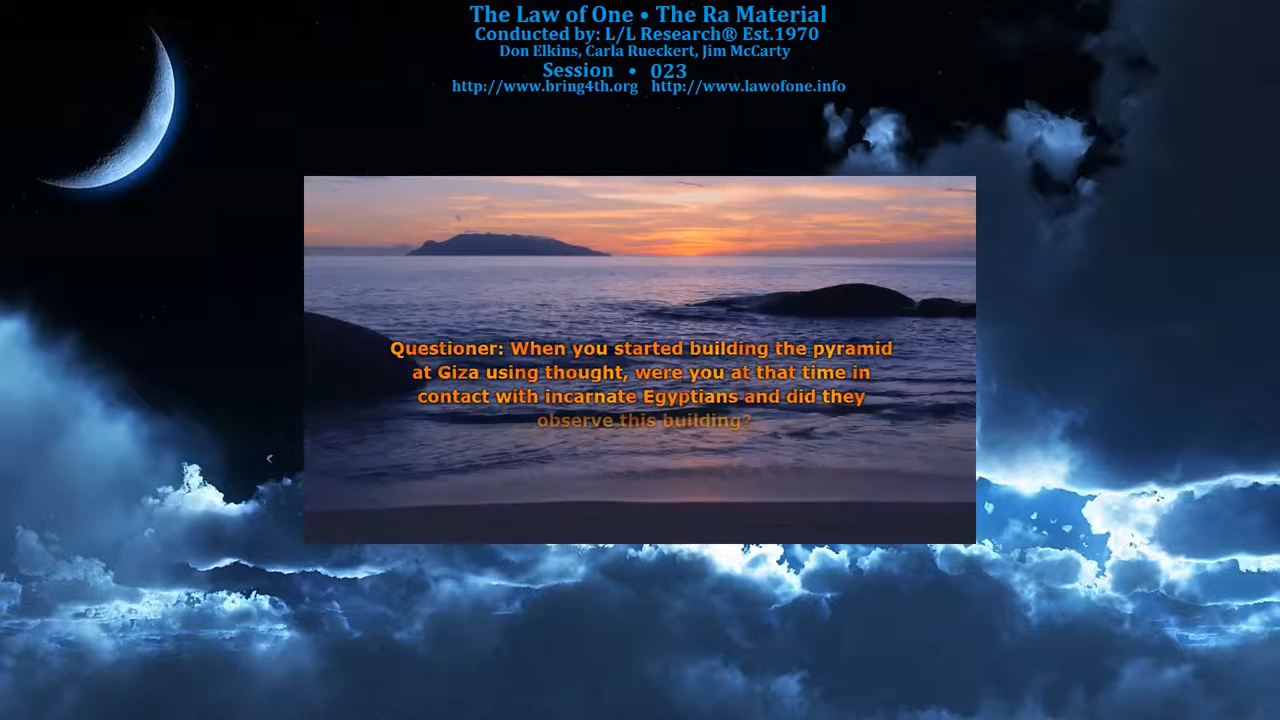 The Law of One • The Ra Material
Conducted by: L/L Research® Est.1970
Don Elkins, Carla Rueckert, Jim McCarty
Session • 023
http://www.bring4th.org http://www.lawofone.info
Questioner: When you started building the pyramid
at Giza using thought, were you at that time in
contact with incarnate Egyptians and did they
observe this building?